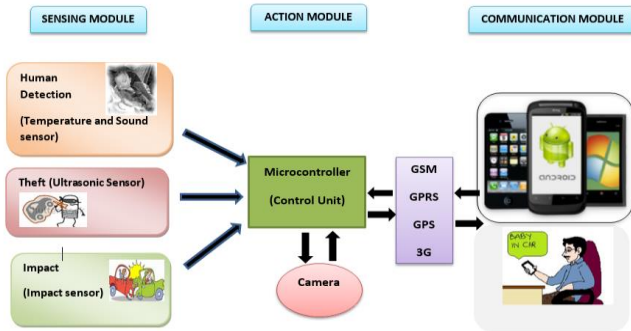 SENSING MODULE
ACTION MODULE
COMMUNICATION MODULE
Human
Detection
(Temperature and Sound
sensor)
Theft (Ultrasonic Sensor)
Impact
(Impact sensor)
Microcontroller
(Control Unit)
Camera
GSM
GPRS
GPS
3G
ANDROID
BABY
IN CAR